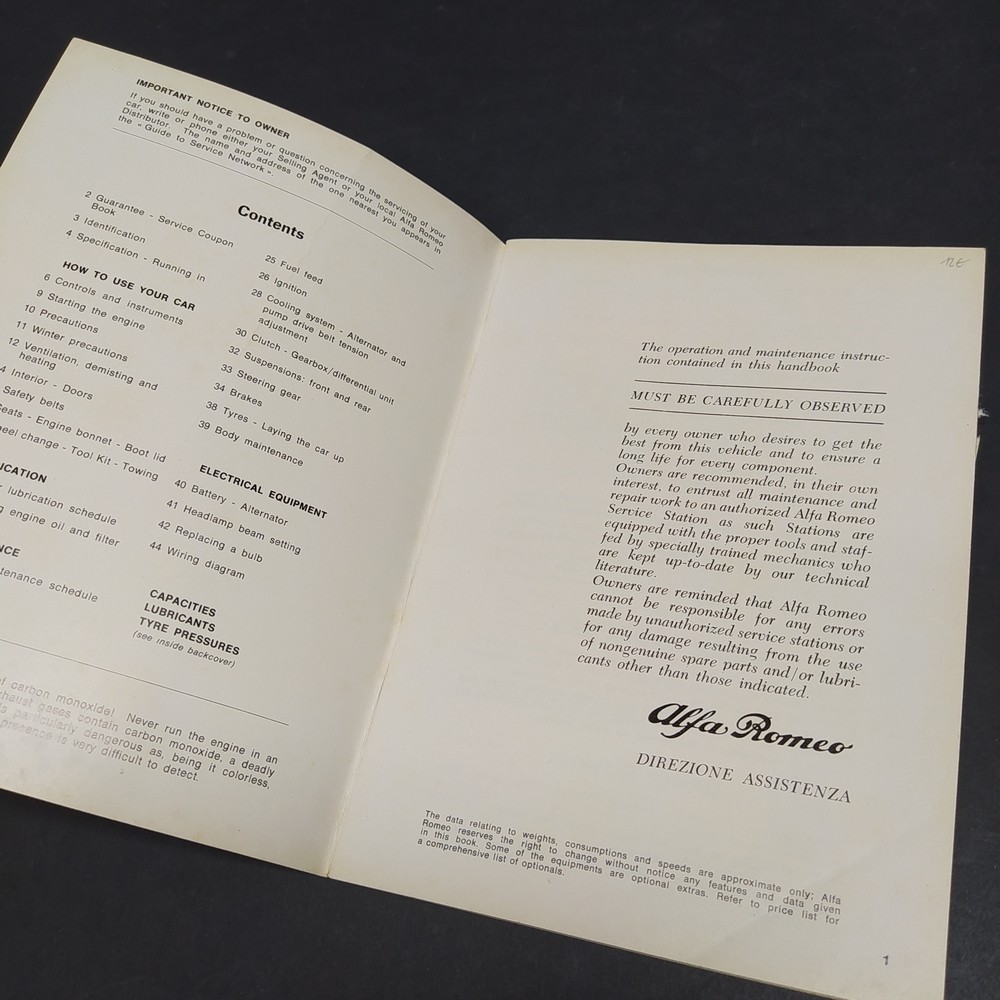 IMPORTANT NOTICE TO OWNER
If you should have a problem or question concerning the servicing of your
car, write or phone either your Selling Agent or your local Alfa Romeo
Distributor. The name and address of the one nearest you appears in
the « Guide to Service Network ».
Contents
2 Guarantee - Service Coupon
Book
3 Identification
4 Specification - Running in
HOW TO USE YOUR CAR
6 Controls and instruments
9 Starting the engine
10 Precautions
11 Winter precautions
12 Ventilation, demisting and
heating
4 Interior - Doors
Safety belts
Seats - Engine bonnet - Boot lid
change - Tool Kit - Towing
lubrication schedule
engine oil and filter
schedule
25 Fuel feed
26 Ignition
28 Cooling system - Alternator and
pump drive belt tension
adjustment
30 Clutch - Gearbox/differential unit
32 Suspensions: front and rear
33 Steering gear
34 Brakes
38 Tyres - Laying the car up
39 Body maintenance
ELECTRICAL EQUIPMENT
40 Battery - Alternator
41 Headlamp beam setting
42 Replacing a bulb
44 Wiring diagram
CAPACITIES
LUBRICANTS
TYRE PRESSURES
(see inside backcover)
of carbon monoxide! Never run the engine in an
exhaust gases contain carbon monoxide, a deadly
is particularly dangerous as, being it colorless,
presence is very difficult to detect.
The operation and maintenance instruc-
tion contained in this handbook
MUST BE CAREFULLY OBSERVED
by every owner who desires to get the
best from this vehicle and to ensure a
long life for every component.
Owners are recommended, in their own
interest, to entrust all maintenance and
repair work to an authorized Alfa Romeo
Service Station as such Stations are
equipped with the proper tools and staf-
fed by specially trained mechanics who
are kept up-to-date by our technical
literature.
Owners are reminded that Alfa Romeo
cannot be responsible for any errors
made by unauthorized service stations or
for any damage resulting from the use
of nongenuine spare parts and/or lubri-
cants other than those indicated.
Alfa Romeo
DIREZIONE ASSISTENZA
The data relating to weights, consumptions and speeds are approximate only; Alfa
Romeo reserves the right to change without notice any features and data given
in this book. Some of the equipments are optional extras. Refer to price list for
a comprehensive list of optionals.
1